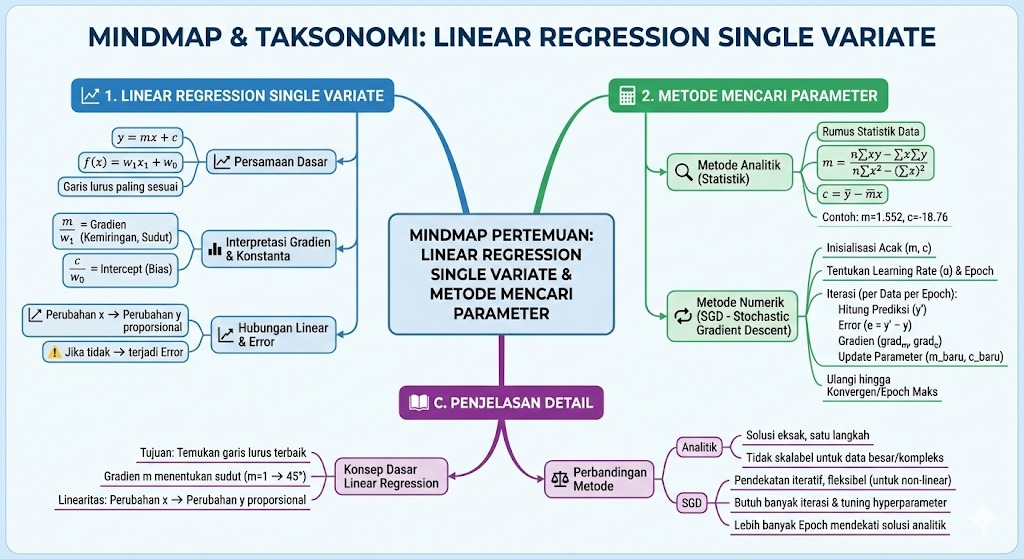 MINDMAP & TAKSONOMI: LINEAR REGRESSION SINGLE VARIATE
1. LINEAR REGRESSION SINGLE VARIATE
y = mx + c
f(x) = w₁x₁ + w₀
Garis lurus paling sesuai
Persamaan Dasar
m/w₁ = Gradien
(Kemiringan, Sudut)
c/w₀ = Intercept (Bias)
Interpretasi Gradien
& Konstanta
Perubahan x → Perubahan y
proporsional
⚠ Jika tidak → terjadi Error
Hubungan Linear
& Error
2. METODE MENCARI PARAMETER
Metode Analitik
(Statistik)
Rumus Statistik Data
m = (n∑xy − ∑x∑y)/(n∑x² − (∑x)²)
c = y̅ − m̅x
Contoh: m=1.552, c=-18.76
Metode Numerik
(SGD - Stochastic
Gradient Descent)
Inisialisasi Acak (m, c)
Tentukan Learning Rate (α) & Epoch
Iterasi (per Data per Epoch):
Hitung Prediksi (y')
Error (e = y' − y)
Gradien (grad_m, grad_c)
Update Parameter (m_baru, c_baru)
Ulangi hingga
Konvergen/Epoch Maks
MINDMAP PERTEMUAN:
LINEAR REGRESSION
SINGLE VARIATE &
METODE MENCARI
PARAMETER
C. PENJELASAN DETAIL
Tujuan: Temukan garis lurus terbaik
Gradien m menentukan sudut (m=1 → 45°)
Linearitas: Perubahan x → Perubahan y proporsional
Konsep Dasar
Linear Regression
Perbandingan
Metode
Analitik
Solusi eksak, satu langkah
Tidak skalabel untuk data besar/kompleks
SGD
Pendekatan iteratif, fleksibel (untuk non-linear)
Butuh banyak iterasi & tuning hyperparameter
Lebih banyak Epoch mendekati solusi analitik